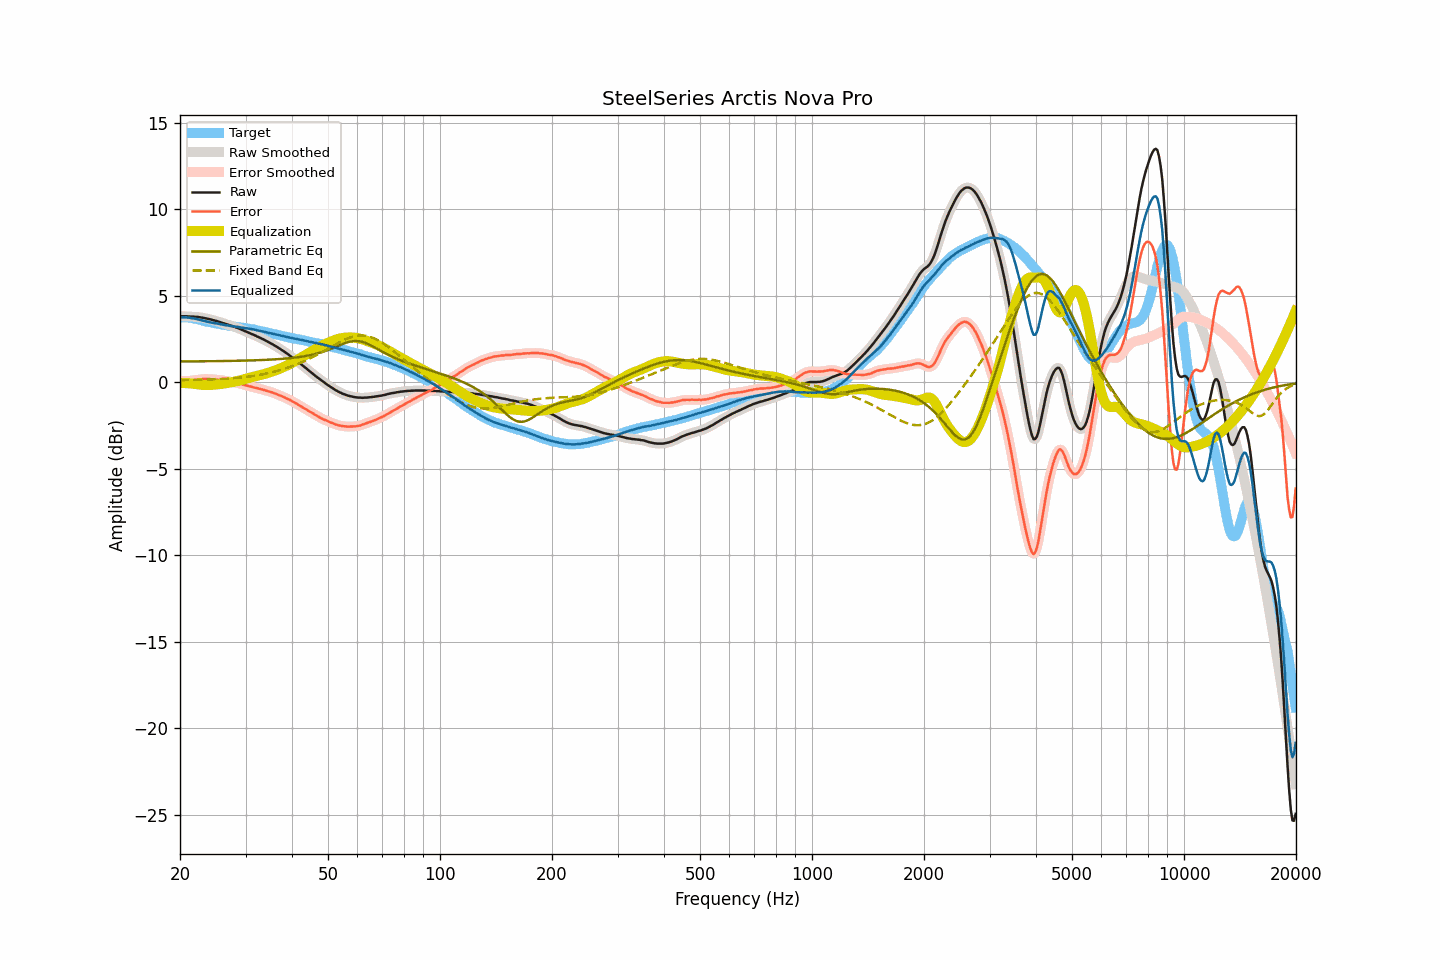 SteelSeries Arctis Nova Pro
Target
Raw Smoothed
Error Smoothed
Raw
Error
Equalization
Parametric Eq
Fixed Band Eq
Equalized
15
10
5
0
−5
−10
−15
−20
−25
Amplitude (dBr)
20 50 100 200 500 1000 2000 5000 10000 20000
Frequency (Hz)